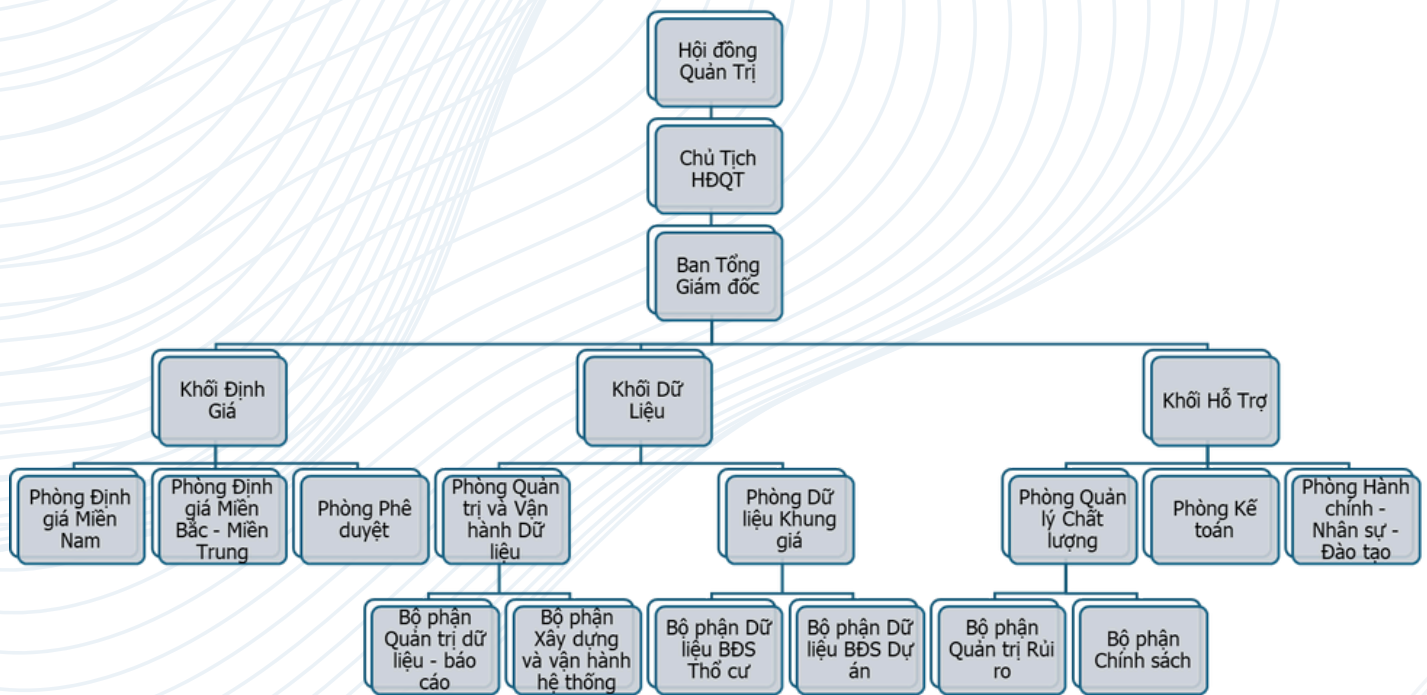 Hội đồng
Quản Trị
Chủ Tịch
HĐQT
Ban Tổng
Giám đốc
Khối Định
Giá
Khối Dữ
Liệu
Khối Hỗ Trợ
Phòng Định
giá Miền
Nam
Phòng Định
giá Miền
Bắc - Miền
Trung
Phòng Phê
duyệt
Phòng Quản
trị và Vận
hành Dữ
liệu
Phòng Dữ
liệu Khung
giá
Phòng Quản
lý Chất
lượng
Phòng Kế
toán
Phòng Hành
chính -
Nhân sự -
Đào tạo
Bộ phận
Quản trị dữ
liệu - báo
cáo
Bộ phận
Xây dựng
và vận hành
hệ thống
Bộ phận Dữ
liệu BĐS
Thổ cư
Bộ phận Dữ
liệu BĐS Dự
án
Bộ phận
Quản trị Rủi
ro
Bộ phận
Chính sách